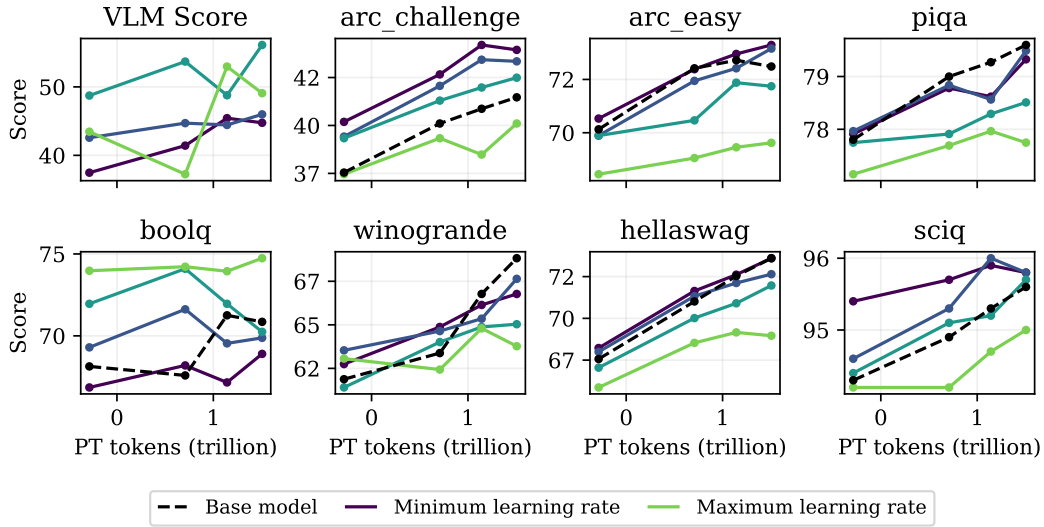 VLM Score arc_challenge arc_easy piqa
Score
50
40
42
40
37
72
70
79
78
boolq winogrande hellaswag sciq
Score
75
70
67
65
62
72
70
67
96
95
0 1 0 1 0 1 0 1
PT tokens (trillion) PT tokens (trillion) PT tokens (trillion) PT tokens (trillion)
Base model Minimum learning rate Maximum learning rate